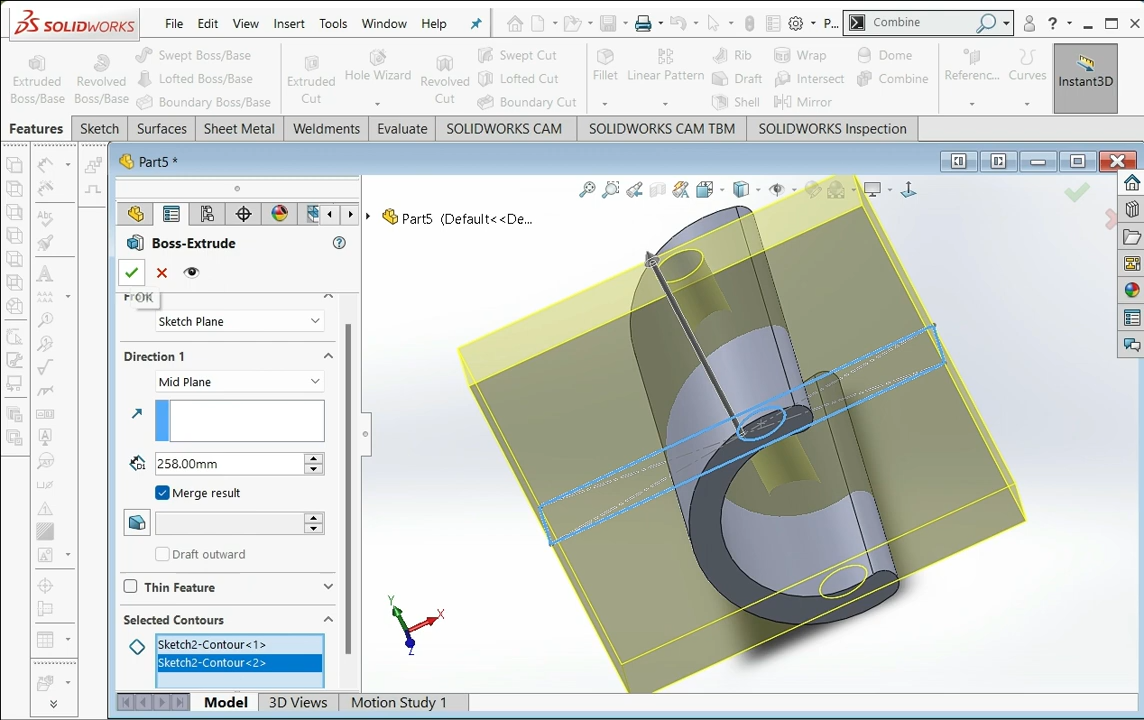 SOLIDWORKS
File Edit View Insert Tools Window Help
P...
Combine
?
Extruded Boss/Base
Revolved Boss/Base
Swept Boss/Base
Lofted Boss/Base
Boundary Boss/Base
Extruded Cut
Hole Wizard
Revolved Cut
Swept Cut
Lofted Cut
Boundary Cut
Fillet
Linear Pattern
Rib
Draft
Shell
Wrap
Intersect
Mirror
Dome
Combine
Referenc...
Curves
Instant3D
Features Sketch Surfaces Sheet Metal Weldments Evaluate SOLIDWORKS CAM SOLIDWORKS CAM TBM SOLIDWORKS Inspection
Part5 *
Part5 (Default<<De...
Boss-Extrude
OK
Sketch Plane
Direction 1
Mid Plane
258.00mm
Merge result
Draft outward
Thin Feature
Selected Contours
Sketch2-Contour<1>
Sketch2-Contour<2>
Y
X
Z
Model 3D Views Motion Study 1